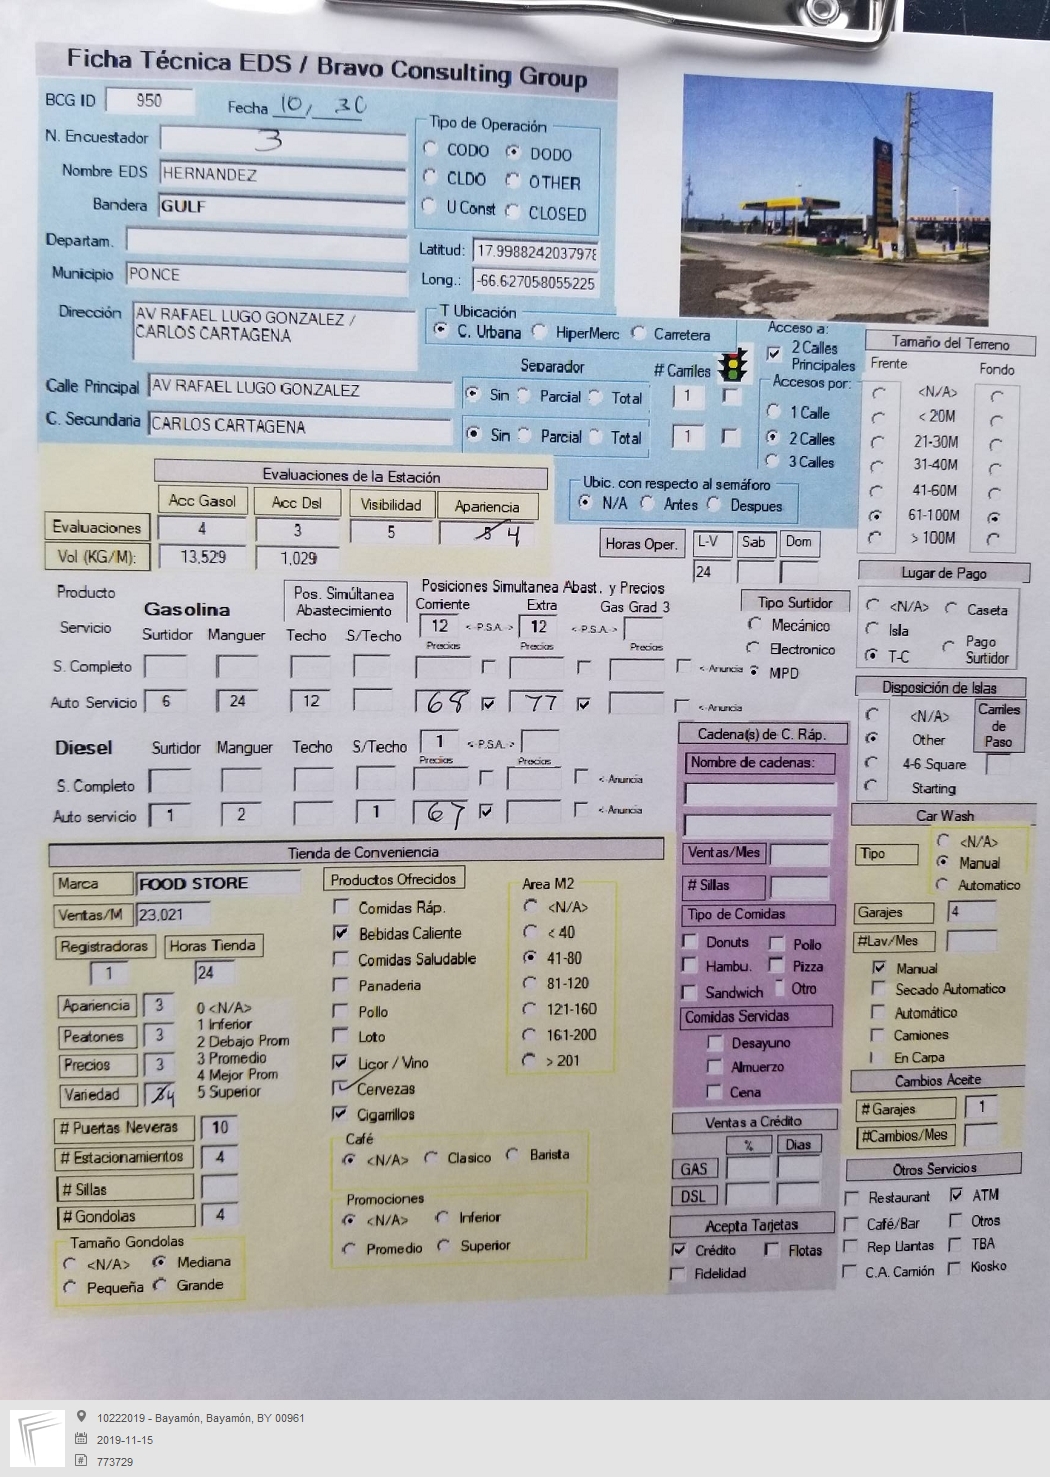 Ficha Técnica EDS / Bravo Consulting Group
BCG ID 950 Fecha 10/ 30
N. Encuestador 3
Nombre EDS HERNANDEZ
Bandera GULF
Departam.
Municipio PONCE
Dirección AV RAFAEL LUGO GONZALEZ /
CARLOS CARTAGENA
Calle Principal AV RAFAEL LUGO GONZALEZ
C. Secundaria CARLOS CARTAGENA
Tipo de Operación
CODO DODO
CLDO OTHER
U Const CLOSED
Latitud: 17.9988242037978
Long.: -66.627058055225
T Ubicación
C. Urbana HiperMerc Carretera
Separador # Carriles
Sin Parcial Total 1
Sin Parcial Total 1
Acceso a:
2 Calles
Principales
Accesos por:
1 Calle
2 Calles
3 Calles
Ubic. con respecto al semáforo
N/A Antes Despues
Tamaño del Terreno
Frente Fondo
<N/A>
< 20M
21-30M
31-40M
41-60M
61-100M
> 100M
Evaluaciones de la Estación
Acc Gasol Acc Dsl Visibilidad Apariencia
Evaluaciones 4 3 5 4
Vol (KG/M): 13,529 1,029
Horas Oper. L-V Sab Dom
24
Producto Gasolina
Servicio
Pos. Simúltanea
Abastecimiento
Posiciones Simultanea Abast. y Precios
Corriente Extra Gas Grad 3
12 <-P.S.A.-> 12 <-P.S.A.->
Precios Precios Precios
Surtidor Manguer Techo S/Techo
S. Completo <-Anuncia
Auto Servicio 6 24 12 68 77 <-Anuncia
Tipo Surtidor
Mecánico
Electronico
MPD
Lugar de Pago
<N/A> Caseta
Isla
T-C Pago
Surtidor
Disposición de Islas
<N/A>
Other
4-6 Square
Starting
Carriles
de
Paso
Diesel Surtidor Manguer Techo S/Techo 1 <-P.S.A.->
Precios Precios
S. Completo <-Anuncia
Auto servicio 1 2 1 67 <-Anuncia
Cadena(s) de C. Ráp.
Nombre de cadenas:
Ventas/Mes
# Sillas
Tipo de Comidas
Donuts Pollo
Hambu. Pizza
Sandwich Otro
Comidas Servidas
Desayuno
Almuerzo
Cena
Car Wash
Tipo
<N/A>
Manual
Automatico
Garajes 4
#Lav/Mes
Manual
Secado Automatico
Automático
Camiones
En Carpa
Cambios Aceite
# Garajes 1
#Cambios/Mes
Tienda de Conveniencia
Marca FOOD STORE
Ventas/M 23,021
Registradoras Horas Tienda
1 24
Apariencia 3
Peatones 3
Precios 3
Variedad 4
0 <N/A>
1 Inferior
2 Debajo Prom
3 Promedio
4 Mejor Prom
5 Superior
# Puertas Neveras 10
# Estacionamientos 4
# Sillas
# Gondolas 4
Tamaño Gondolas
<N/A> Mediana
Pequeña Grande
Productos Ofrecidos
Comidas Ráp.
Bebidas Caliente
Comidas Saludable
Panaderia
Pollo
Loto
Licor / Vino
Cervezas
Cigarrillos
Area M2
<N/A>
< 40
41-80
81-120
121-160
161-200
> 201
Café
<N/A> Clasico Barista
Promociones
<N/A> Inferior
Promedio Superior
Ventas a Crédito
% Dias
GAS
DSL
Acepta Tarjetas
Crédito Flotas
Fidelidad
Otros Servicios
Restaurant ATM
Café/Bar Otros
Rep Llantas TBA
C.A. Camión Kiosko
10222019 - Bayamón, Bayamón, BY 00961
2019-11-15
773729